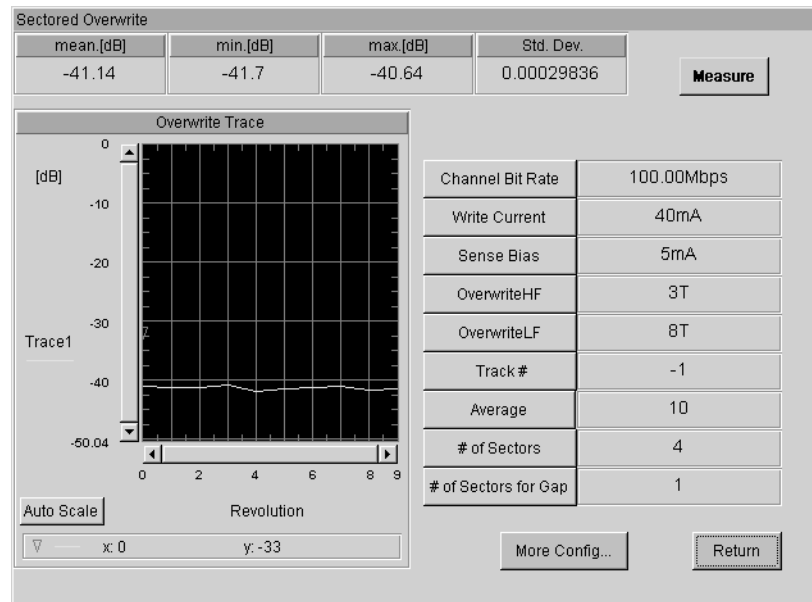 Sectored Overwrite
mean.[dB] min.[dB] max.[dB] Std. Dev.
-41.14 -41.7 -40.64 0.00029836
Measure
Overwrite Trace
[dB]
0
-10
-20
-30
Trace1
-40
-50.04
0 2 4 6 8 9
Auto Scale Revolution
x: 0 y: -33
Channel Bit Rate 100.00Mbps
Write Current 40mA
Sense Bias 5mA
OverwriteHF 3T
OverwriteLF 8T
Track # -1
Average 10
# of Sectors 4
# of Sectors for Gap 1
More Config... Return